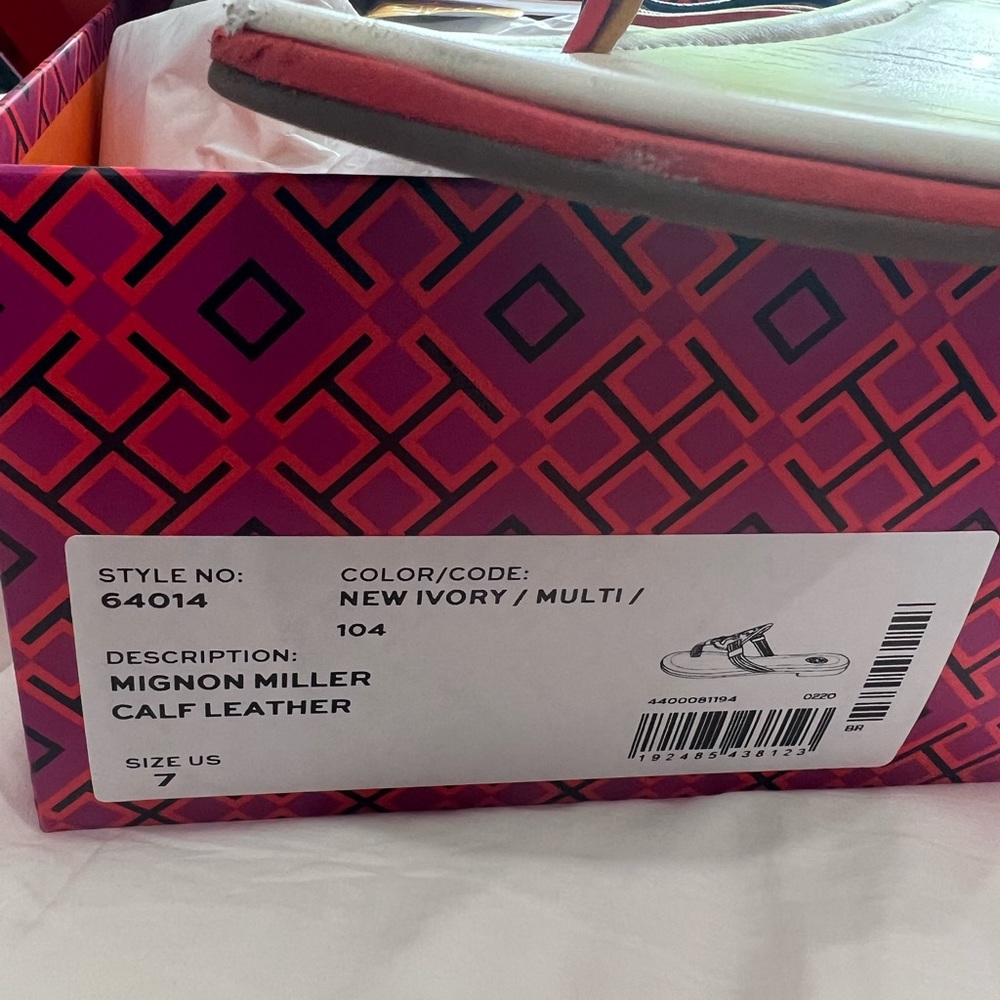 STYLE NO:
64014
COLOR/CODE:
NEW IVORY / MULTI /
104
DESCRIPTION:
MIGNON MILLER
CALF LEATHER
SIZE US
7
4400081194 0220
192485438123
BR